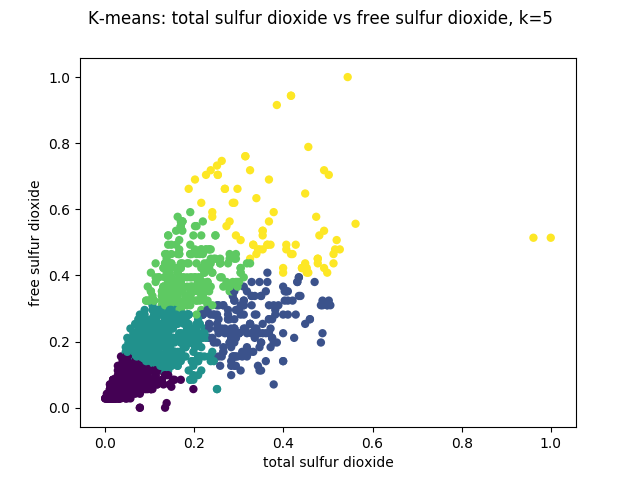 K-means: total sulfur dioxide vs free sulfur dioxide, k=5
1.0
0.8
0.6
0.4
0.2
0.0
free sulfur dioxide
0.0 0.2 0.4 0.6 0.8 1.0
total sulfur dioxide